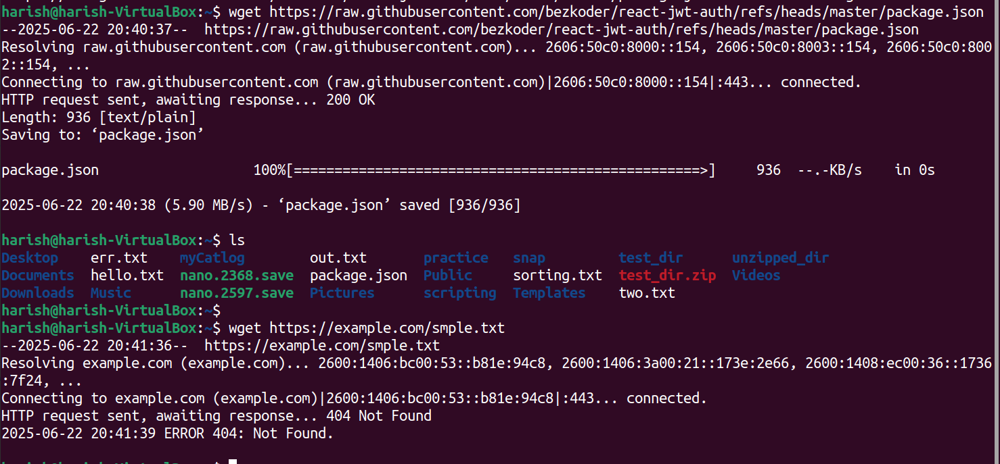 harish@harish-VirtualBox:~$ wget https://raw.githubusercontent.com/bezkoder/react-jwt-auth/refs/heads/master/package.json
--2025-06-22 20:40:37--  https://raw.githubusercontent.com/bezkoder/react-jwt-auth/refs/heads/master/package.json
Resolving raw.githubusercontent.com (raw.githubusercontent.com)... 2606:50c0:8000::154, 2606:50c0:8003::154, 2606:50c0:800
2::154, ...
Connecting to raw.githubusercontent.com (raw.githubusercontent.com)|2606:50c0:8000::154|:443... connected.
HTTP request sent, awaiting response... 200 OK
Length: 936 [text/plain]
Saving to: ‘package.json’
package.json                   100%[==================================================>]     936  --.-KB/s    in 0s
2025-06-22 20:40:38 (5.90 MB/s) - ‘package.json’ saved [936/936]
harish@harish-VirtualBox:~$ ls
Desktop    err.txt    myCatlog        out.txt       practice   snap         test_dir      unzipped_dir
Documents  hello.txt  nano.2368.save  package.json  Public     sorting.txt  test_dir.zip  Videos
Downloads  Music      nano.2597.save  Pictures      scripting  Templates    two.txt
harish@harish-VirtualBox:~$
harish@harish-VirtualBox:~$ wget https://example.com/smple.txt
--2025-06-22 20:41:36--  https://example.com/smple.txt
Resolving example.com (example.com)... 2600:1406:bc00:53::b81e:94c8, 2600:1406:3a00:21::173e:2e66, 2600:1408:ec00:36::1736
:7f24, ...
Connecting to example.com (example.com)|2600:1406:bc00:53::b81e:94c8|:443... connected.
HTTP request sent, awaiting response... 404 Not Found
2025-06-22 20:41:39 ERROR 404: Not Found.